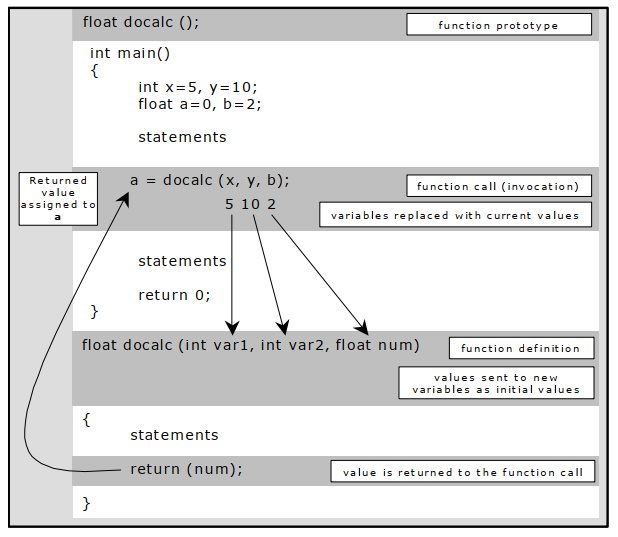 float docalc ();
function prototype
int main()
{
int x=5, y=10;
float a=0, b=2;
statements
Returned
value
assigned to
a
a = docalc (x, y, b);
function call (invocation)
5 10 2
variables replaced with current values
statements
return 0;
}
float docalc (int var1, int var2, float num)
function definition
values sent to new
variables as initial values
{
statements
return (num);
value is returned to the function call
}